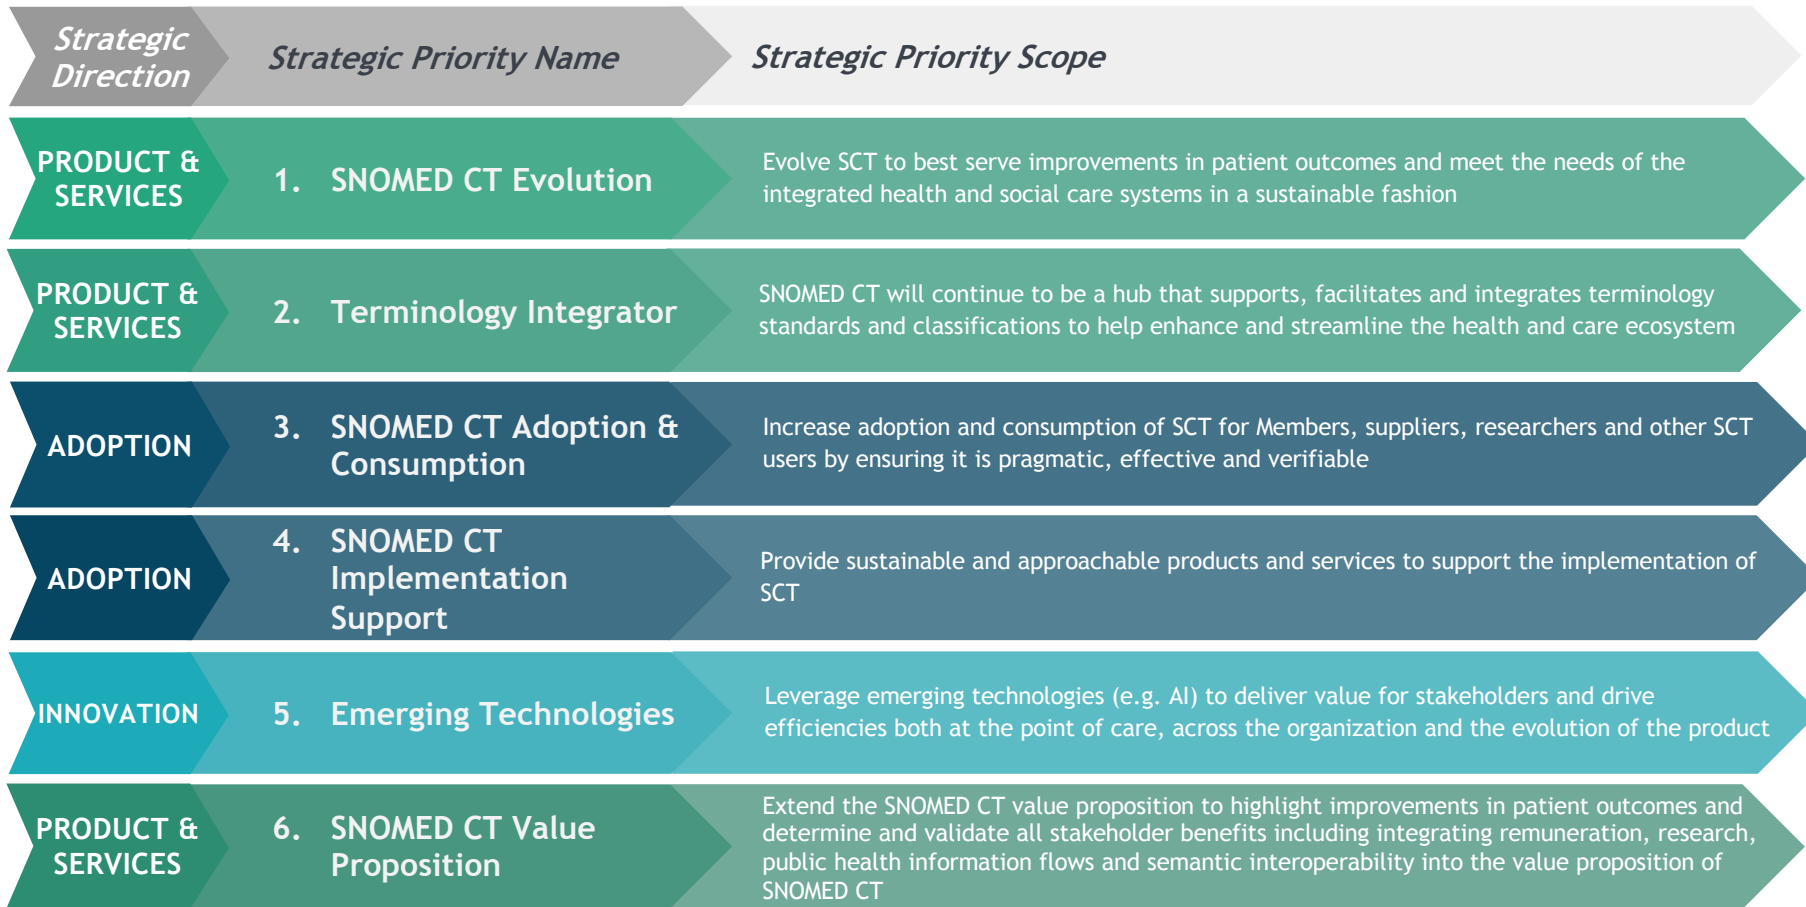 Strategic
Direction
Strategic Priority Name
Strategic Priority Scope
PRODUCT &
SERVICES
1. SNOMED CT Evolution
Evolve SCT to best serve improvements in patient outcomes and meet the needs of the
integrated health and social care systems in a sustainable fashion
PRODUCT &
SERVICES
2. Terminology Integrator
SNOMED CT will continue to be a hub that supports, facilitates and integrates terminology
standards and classifications to help enhance and streamline the health and care ecosystem
ADOPTION
3. SNOMED CT Adoption &
Consumption
Increase adoption and consumption of SCT for Members, suppliers, researchers and other SCT
users by ensuring it is pragmatic, effective and verifiable
ADOPTION
4. SNOMED CT
Implementation
Support
Provide sustainable and approachable products and services to support the implementation of
SCT
INNOVATION
5. Emerging Technologies
Leverage emerging technologies (e.g. AI) to deliver value for stakeholders and drive
efficiencies both at the point of care, across the organization and the evolution of the product
PRODUCT &
SERVICES
6. SNOMED CT Value
Proposition
Extend the SNOMED CT value proposition to highlight improvements in patient outcomes and
determine and validate all stakeholder benefits including integrating remuneration, research,
public health information flows and semantic interoperability into the value proposition of
SNOMED CT